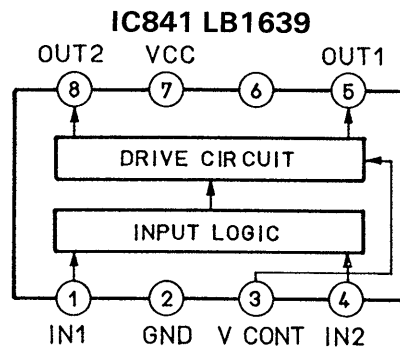 IC841 LB1639
OUT2 VCC OUT1
8 7 6 5
DRIVE CIRCUIT
INPUT LOGIC
1 2 3 4
IN1 GND V CONT IN2